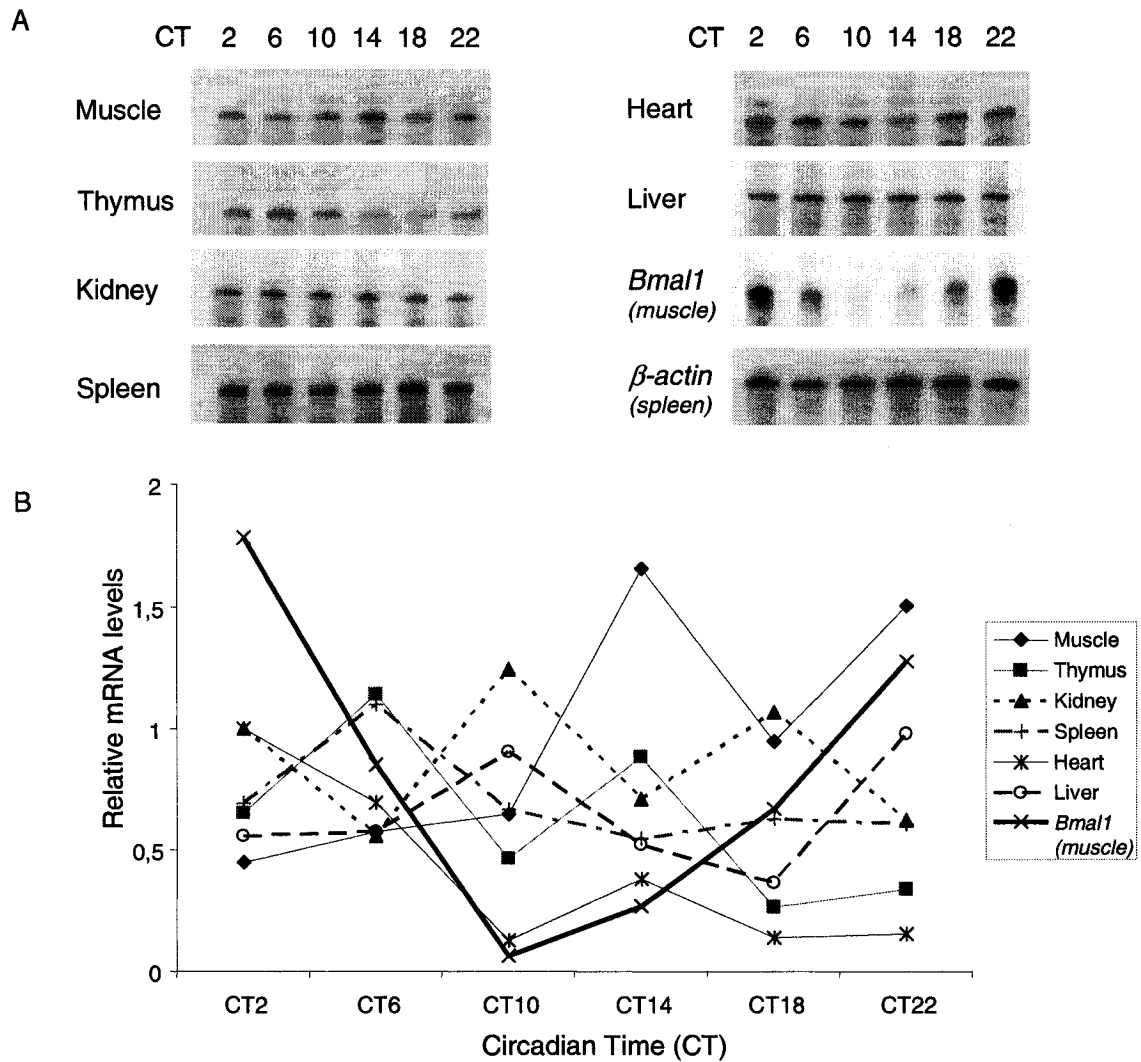 A
CT 2 6 10 14 18 22
Muscle
Thymus
Kidney
Spleen
CT 2 6 10 14 18 22
Heart
Liver
Bmal1
(muscle)
β-actin
(spleen)
B
Relative mRNA levels
2
1,5
1
0,5
0
CT2 CT6 CT10 CT14 CT18 CT22
Circadian Time (CT)
Muscle
Thymus
Kidney
Spleen
Heart
Liver
Bmal1
(muscle)